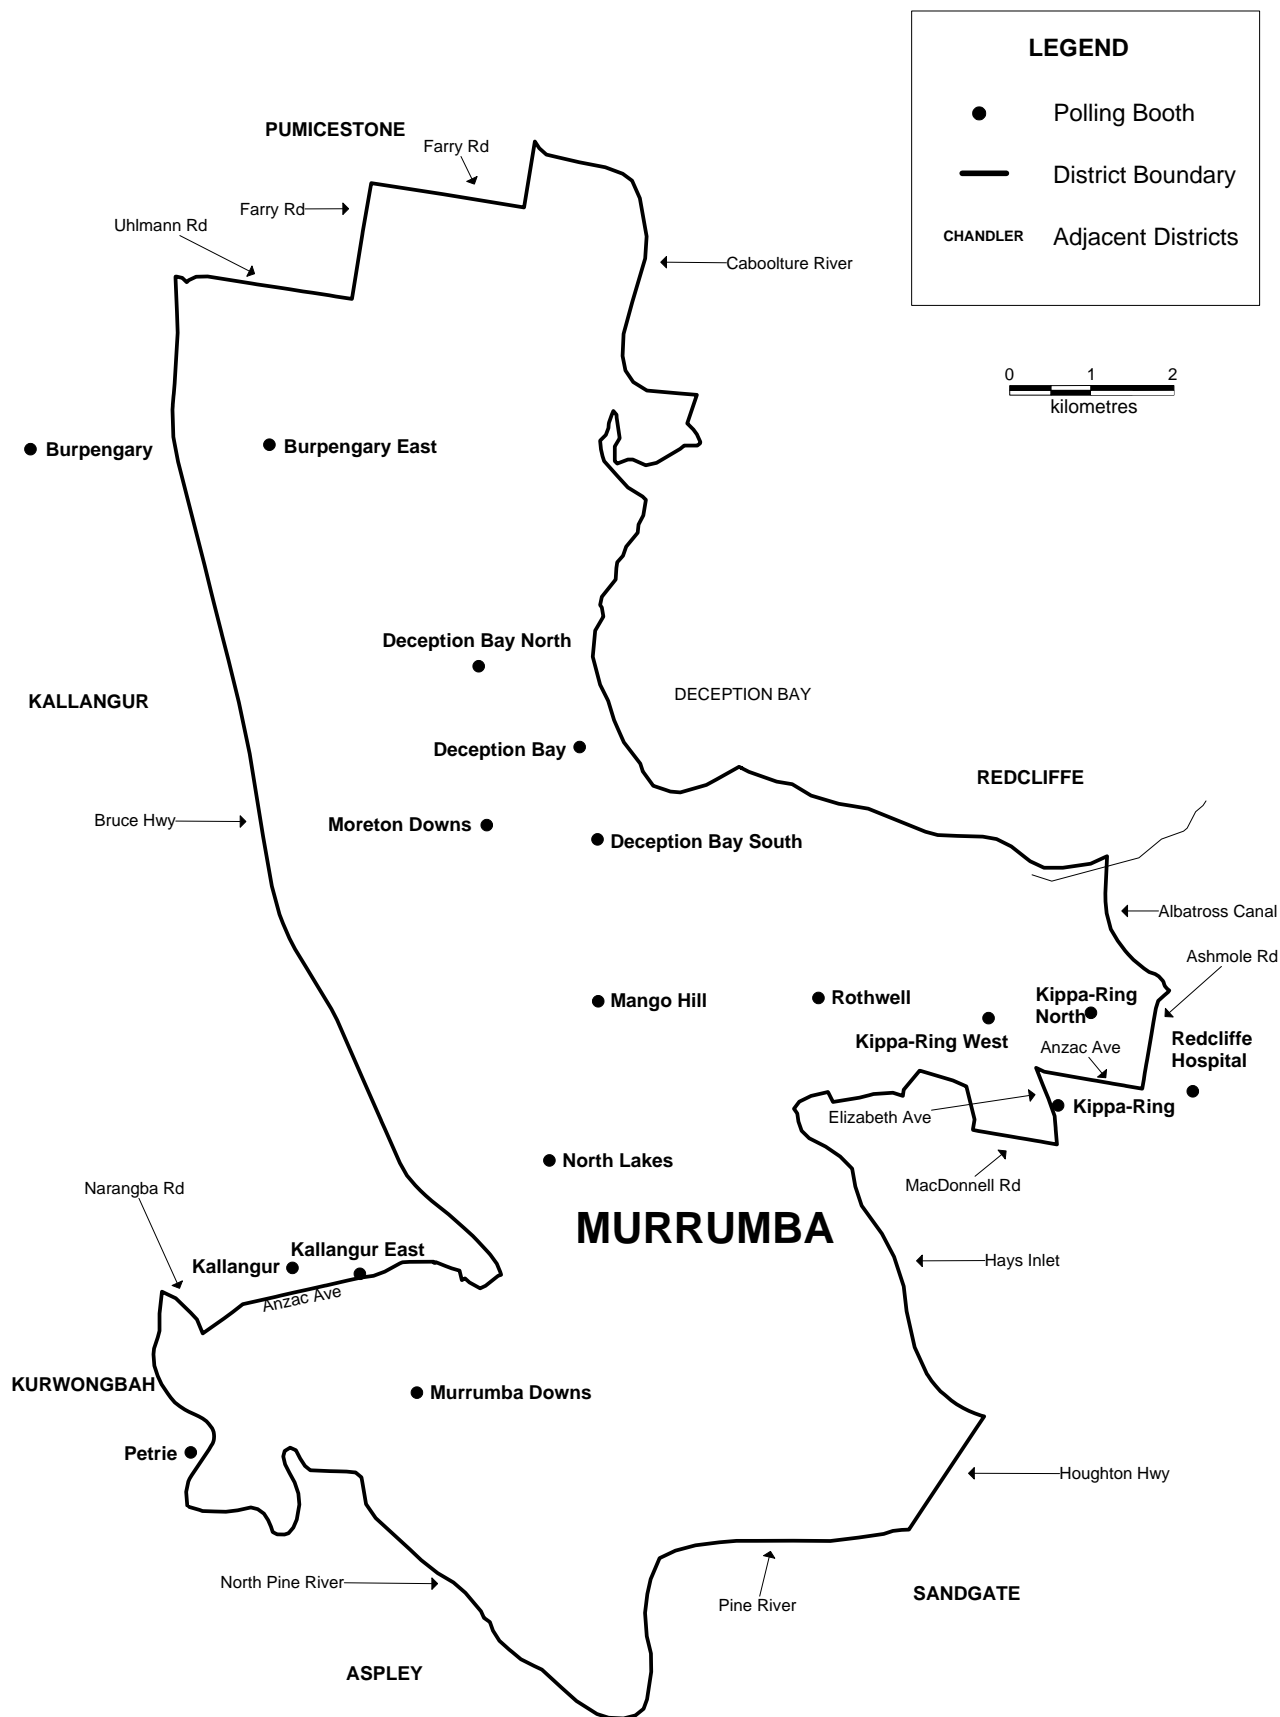 LEGEND
Polling Booth
District Boundary
CHANDLER Adjacent Districts
PUMICESTONE
Farry Rd
Farry Rd
Uhlmann Rd
Caboolture River
0 1 2
kilometres
Burpengary
Burpengary East
Deception Bay North
KALLANGUR
DECEPTION BAY
Deception Bay
REDCLIFFE
Bruce Hwy
Moreton Downs
Deception Bay South
Albatross Canal
Ashmole Rd
Mango Hill
Rothwell
Kippa-Ring
North
Kippa-Ring West
Anzac Ave
Redcliffe
Hospital
Elizabeth Ave
Kippa-Ring
North Lakes
MacDonnell Rd
Narangba Rd
MURRUMBA
Kallangur East
Kallangur
Anzac Ave
Hays Inlet
KURWONGBAH
Murrumba Downs
Petrie
Houghton Hwy
North Pine River
Pine River
SANDGATE
ASPLEY